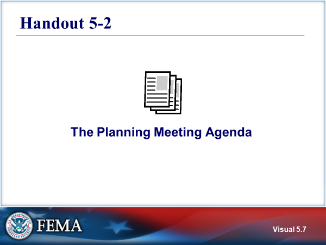 Handout 5-2
The Planning Meeting Agenda
FEMA
Visual 5.7